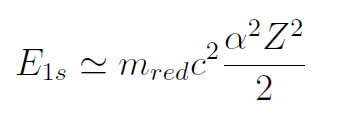 E_{1s} ≃ m_{red}c^2 \frac{α^2 Z^2}{2}